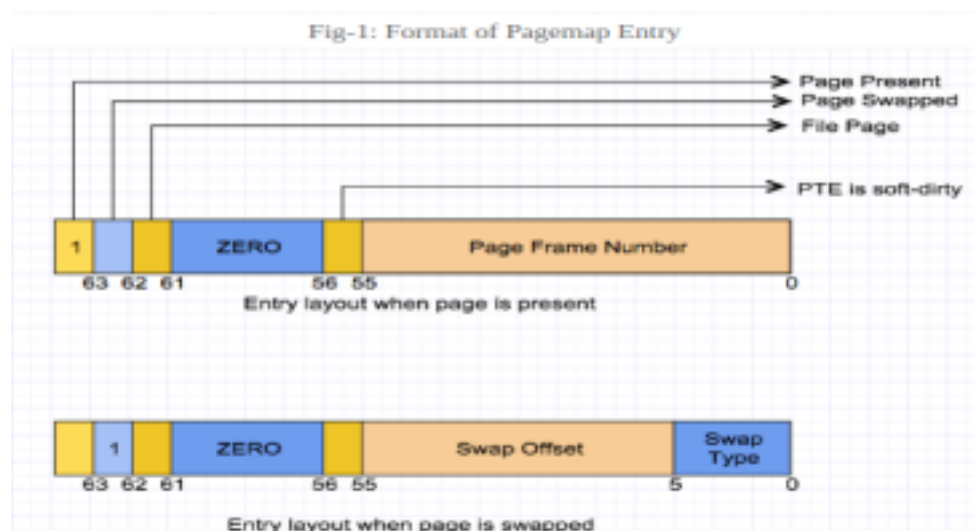 Fig-1: Format of Pagemap Entry
Page Present
Page Swapped
File Page
PTE is soft-dirty
1 ZERO Page Frame Number
63 62 61 56 55 0
Entry layout when page is present
1 ZERO Swap Offset Swap Type
63 62 61 56 55 5 0
Entry layout when page is swapped